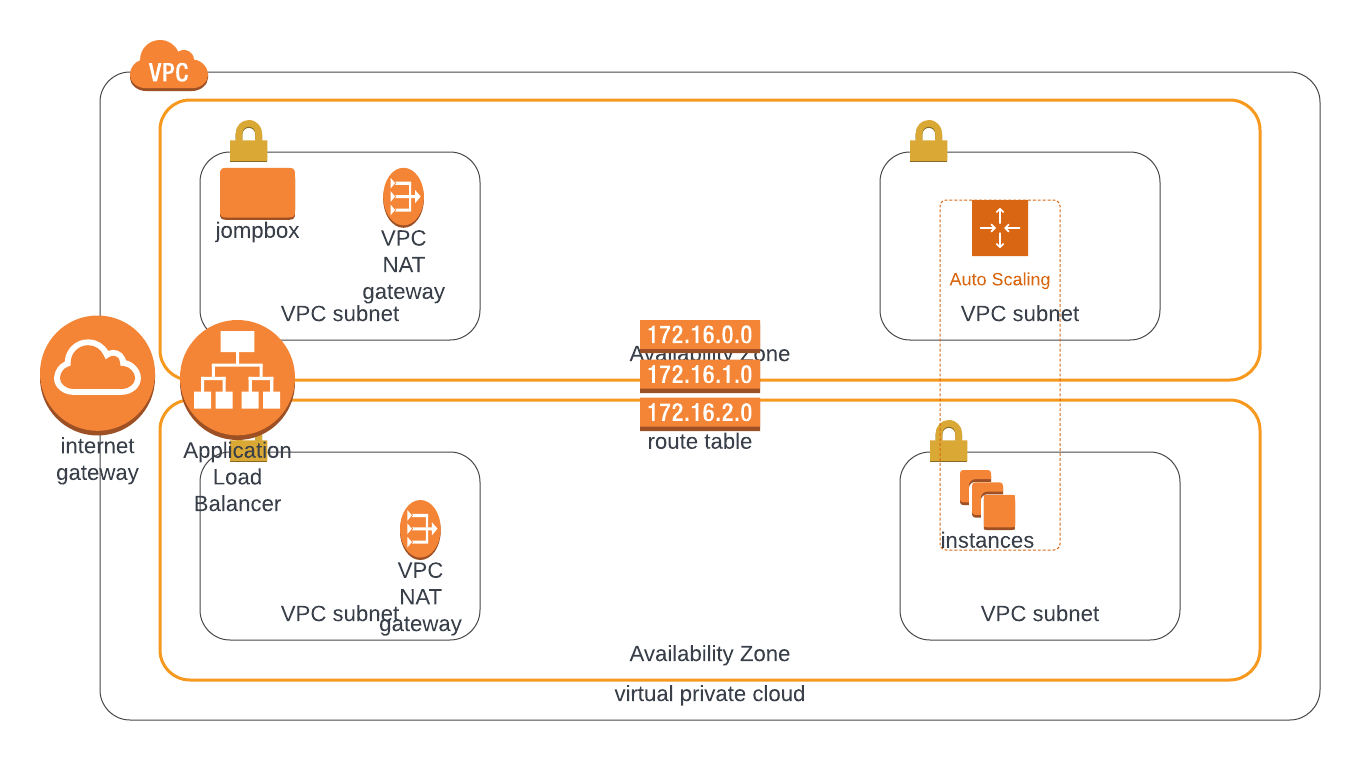 VPC
jompbox
VPC
NAT
gateway
VPC subnet
Auto Scaling
VPC subnet
172.16.0.0
Availability Zone
172.16.1.0
172.16.2.0
route table
internet
gateway
Application
Load
Balancer
VPC
NAT
gateway
VPC subnet
instances
VPC subnet
Availability Zone
virtual private cloud